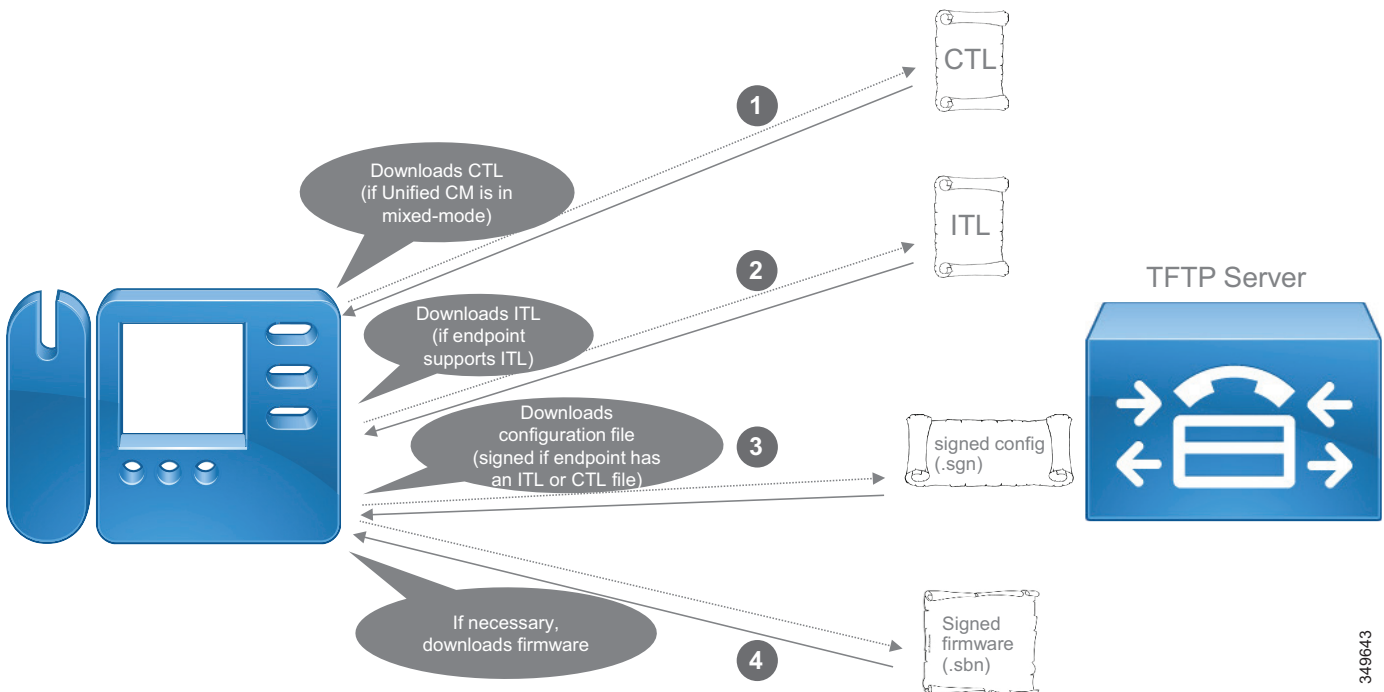 CTL
1
Downloads CTL
(if Unified CM is in
mixed-mode)
ITL
2
TFTP Server
Downloads ITL
(if endpoint
supports ITL)
Downloads
configuration file
(signed if endpoint has
an ITL or CTL file)
3
signed config
(.sgn)
If necessary,
downloads firmware
4
Signed
firmware
(.sbn)
349643